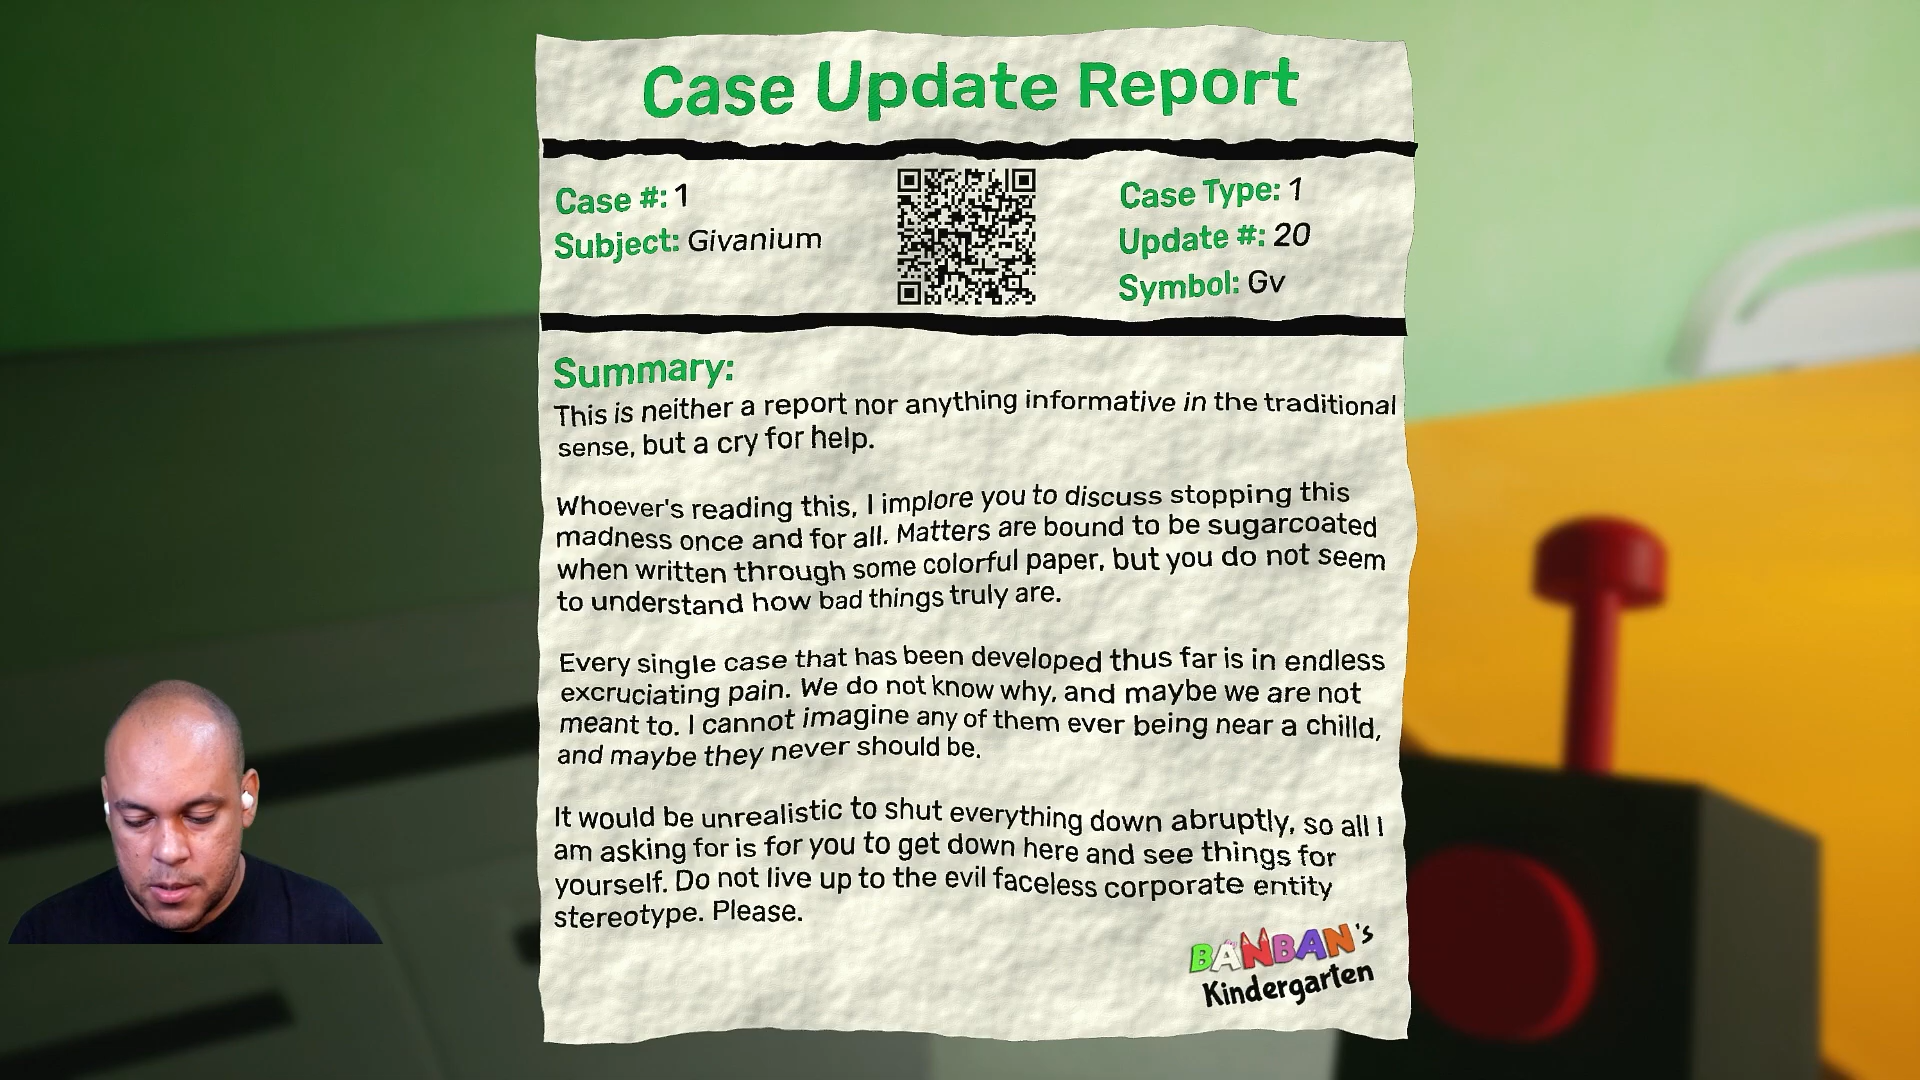 Case Update Report
Case #: 1
Subject: Givanium
Case Type: 1
Update #: 20
Symbol: Gv
Summary:
This is neither a report nor anything informative in the traditional
sense, but a cry for help.
Whoever's reading this, I implore you to discuss stopping this
madness once and for all. Matters are bound to be sugarcoated
when written through some colorful paper, but you do not seem
to understand how bad things truly are.
Every single case that has been developed thus far is in endless
excruciating pain. We do not know why, and maybe we are not
meant to. I cannot imagine any of them ever being near a chilld,
and maybe they never should be.
It would be unrealistic to shut everything down abruptly, so all I
am asking for is for you to get down here and see things for
yourself. Do not live up to the evil faceless corporate entity
stereotype. Please.
BANBAN's
Kindergarten